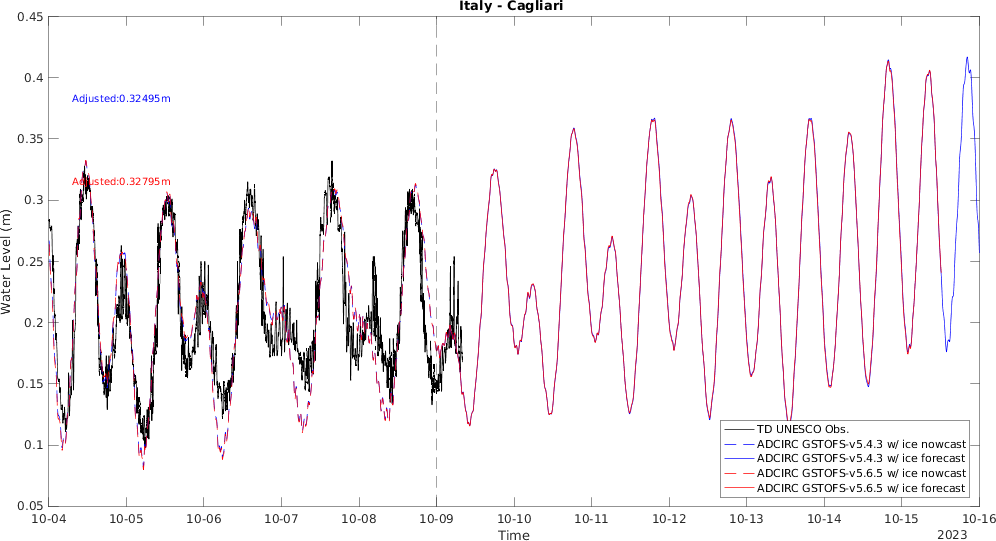 Italy - Cagliari
Water Level (m)
0.45
0.4
0.35
0.3
0.25
0.2
0.15
0.1
0.05
Adjusted:0.32495m
Adjusted:0.32795m
TD UNESCO Obs.
ADCIRC GSTOFS-v5.4.3 w/ ice nowcast
ADCIRC GSTOFS-v5.4.3 w/ ice forecast
ADCIRC GSTOFS-v5.6.5 w/ ice nowcast
ADCIRC GSTOFS-v5.6.5 w/ ice forecast
10-04 10-05 10-06 10-07 10-08 10-09 10-10 10-11 10-12 10-13 10-14 10-15 10-16
Time
2023